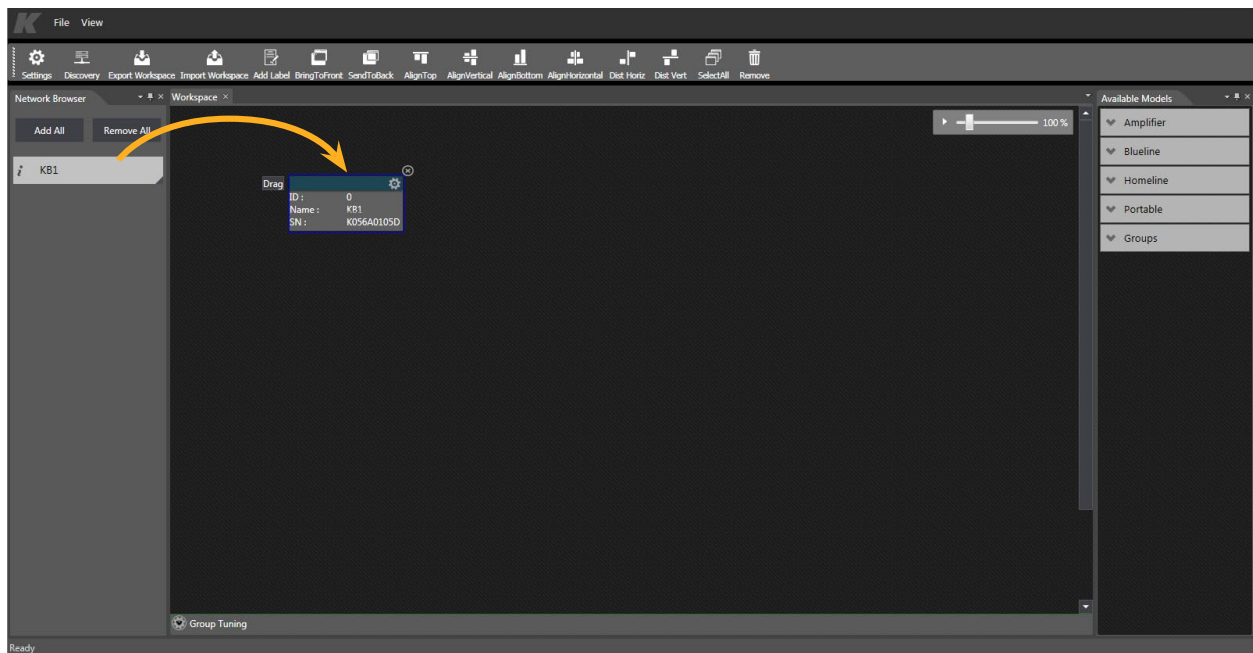 K
File View
Settings Discovery Export Workspace Import Workspace Add Label BringToFront SendToBack AlignTop AlignVertical AlignBottom AlignHorizontal Dist Horiz Dist Vert SelectAll Remove
Network Browser
Add All Remove All
i KB1
Workspace
100 %
Drag
ID : 0
Name : KB1
SN : K056A0105D
Group Tuning
Available Models
Amplifier
Blueline
Homeline
Portable
Groups
Ready